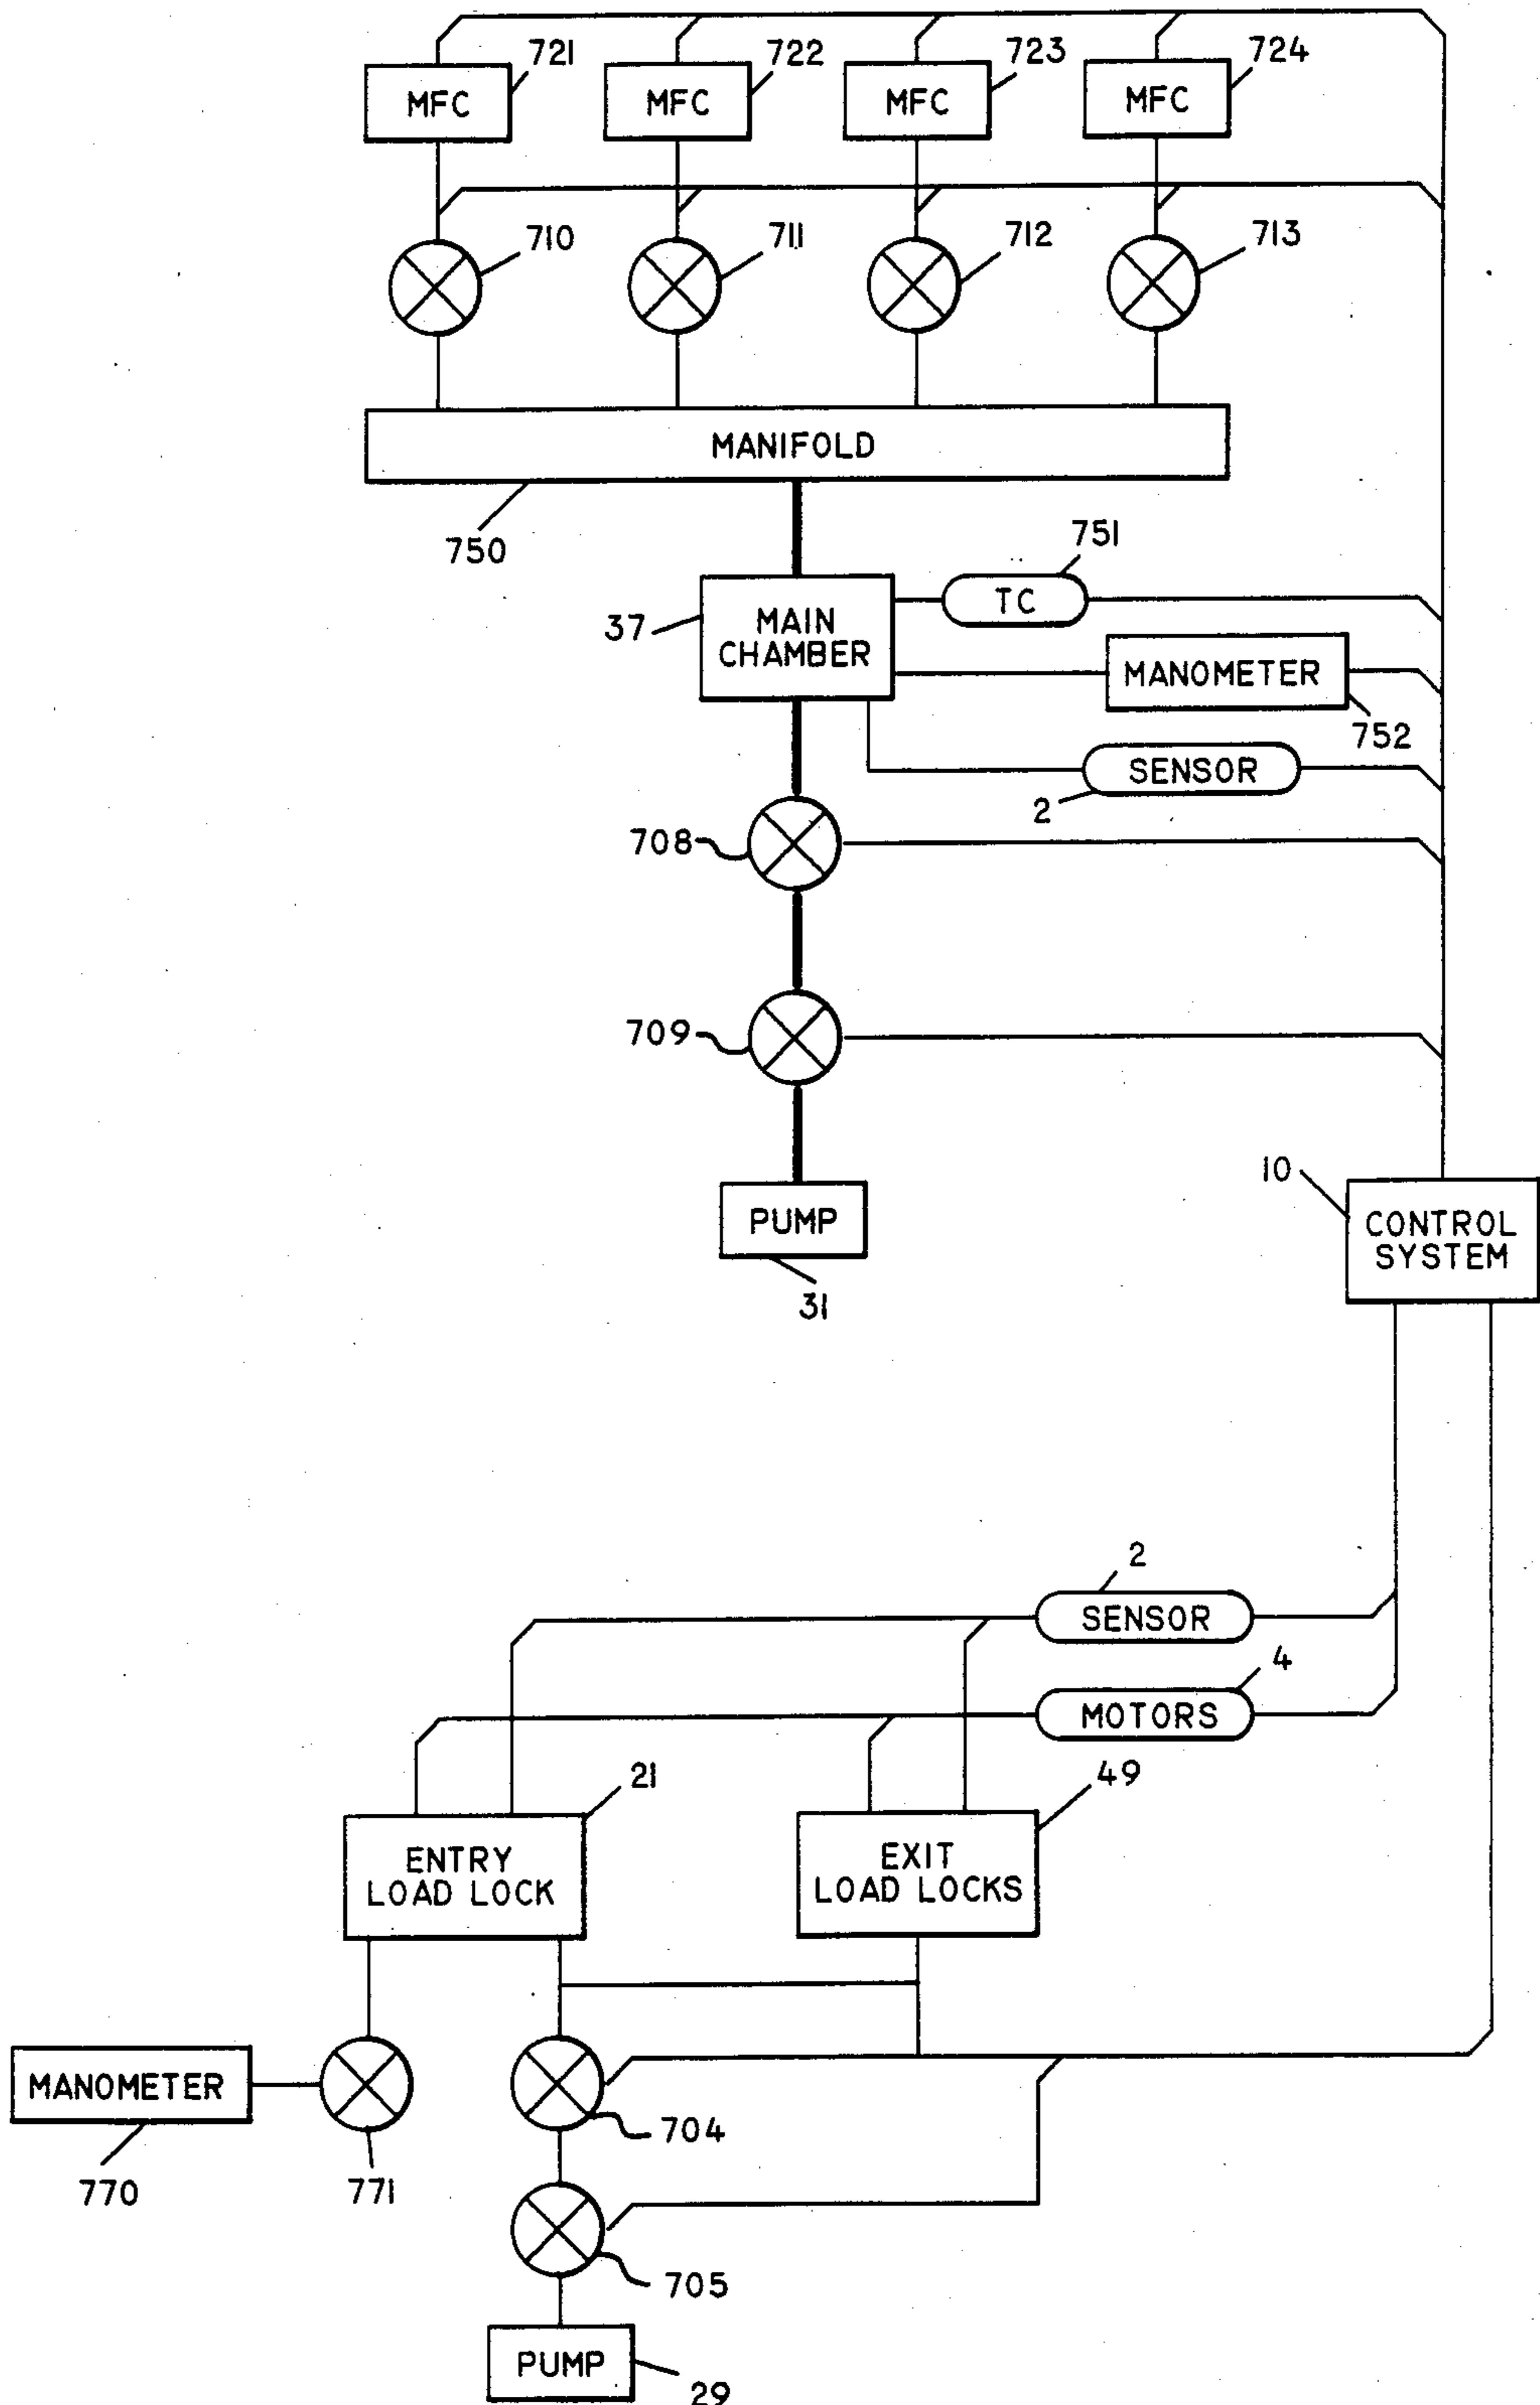 721
722
723
724
MFC
MFC
MFC
MFC
710
711
712
713
MANIFOLD
750
751
TC
37
MAIN
CHAMBER
MANOMETER
752
SENSOR
2
708
709
10
CONTROL
SYSTEM
PUMP
31
2
SENSOR
4
MOTORS
21
49
ENTRY
LOAD LOCK
EXIT
LOAD LOCKS
MANOMETER
770
771
704
705
PUMP
29